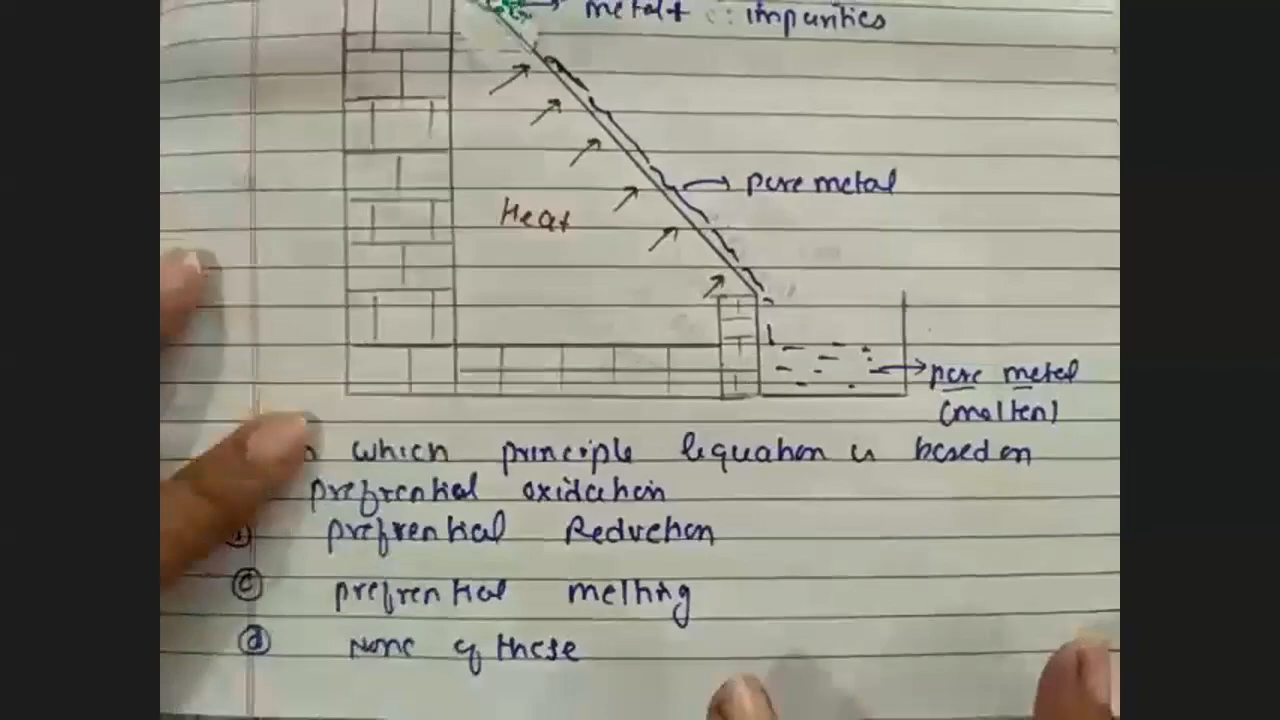 metal + :: impurities
pure metal
Heat
pure metal
(molten)
which principle liquation is based on
prefrential oxidation
prefrential Reduction
(c) prefrential melting
(d) None of these